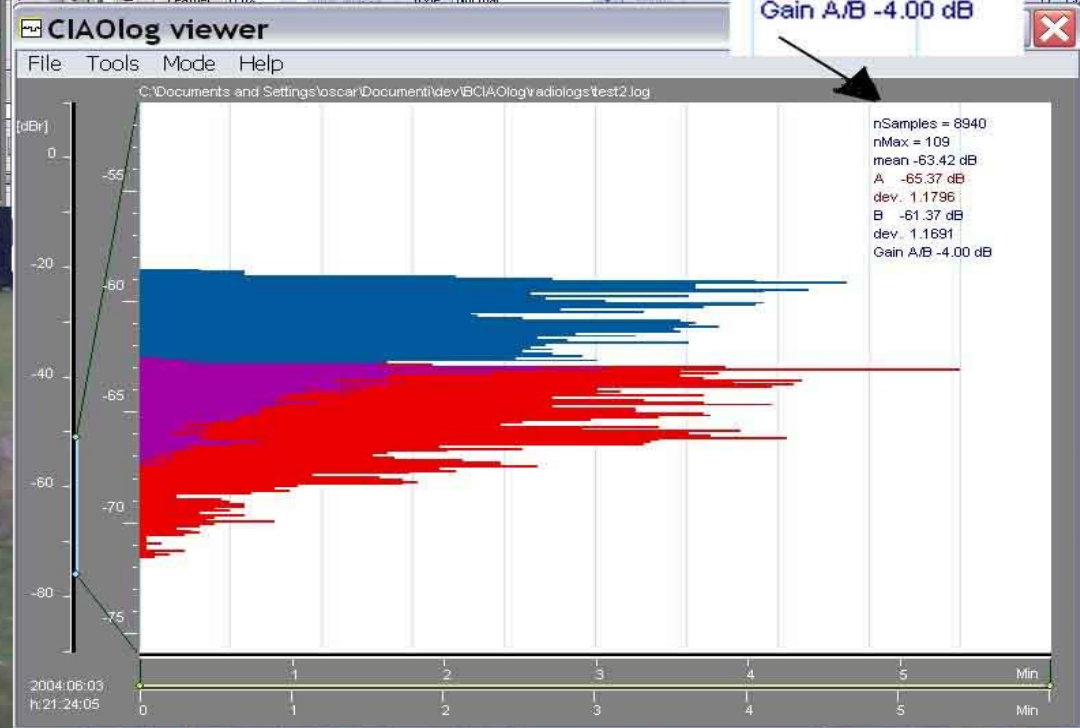 Gain A/B -4.00 dB
CIAOlog viewer
File Tools Mode Help
C:\Documents and Settings\oscar\Documenti\dev\BCIAOlog\radiologs\test2.log
[dBr]
0
-20
-40
-60
-80
-55
-60
-65
-70
-75
nSamples = 8940
nMax = 109
mean -63.42 dB
A -65.37 dB
dev. 1.1796
B -61.37 dB
dev. 1.1691
Gain A/B -4.00 dB
1 2 3 4 5 Min
2004:06:03
h:21:24:05
0 1 2 3 4 5 Min